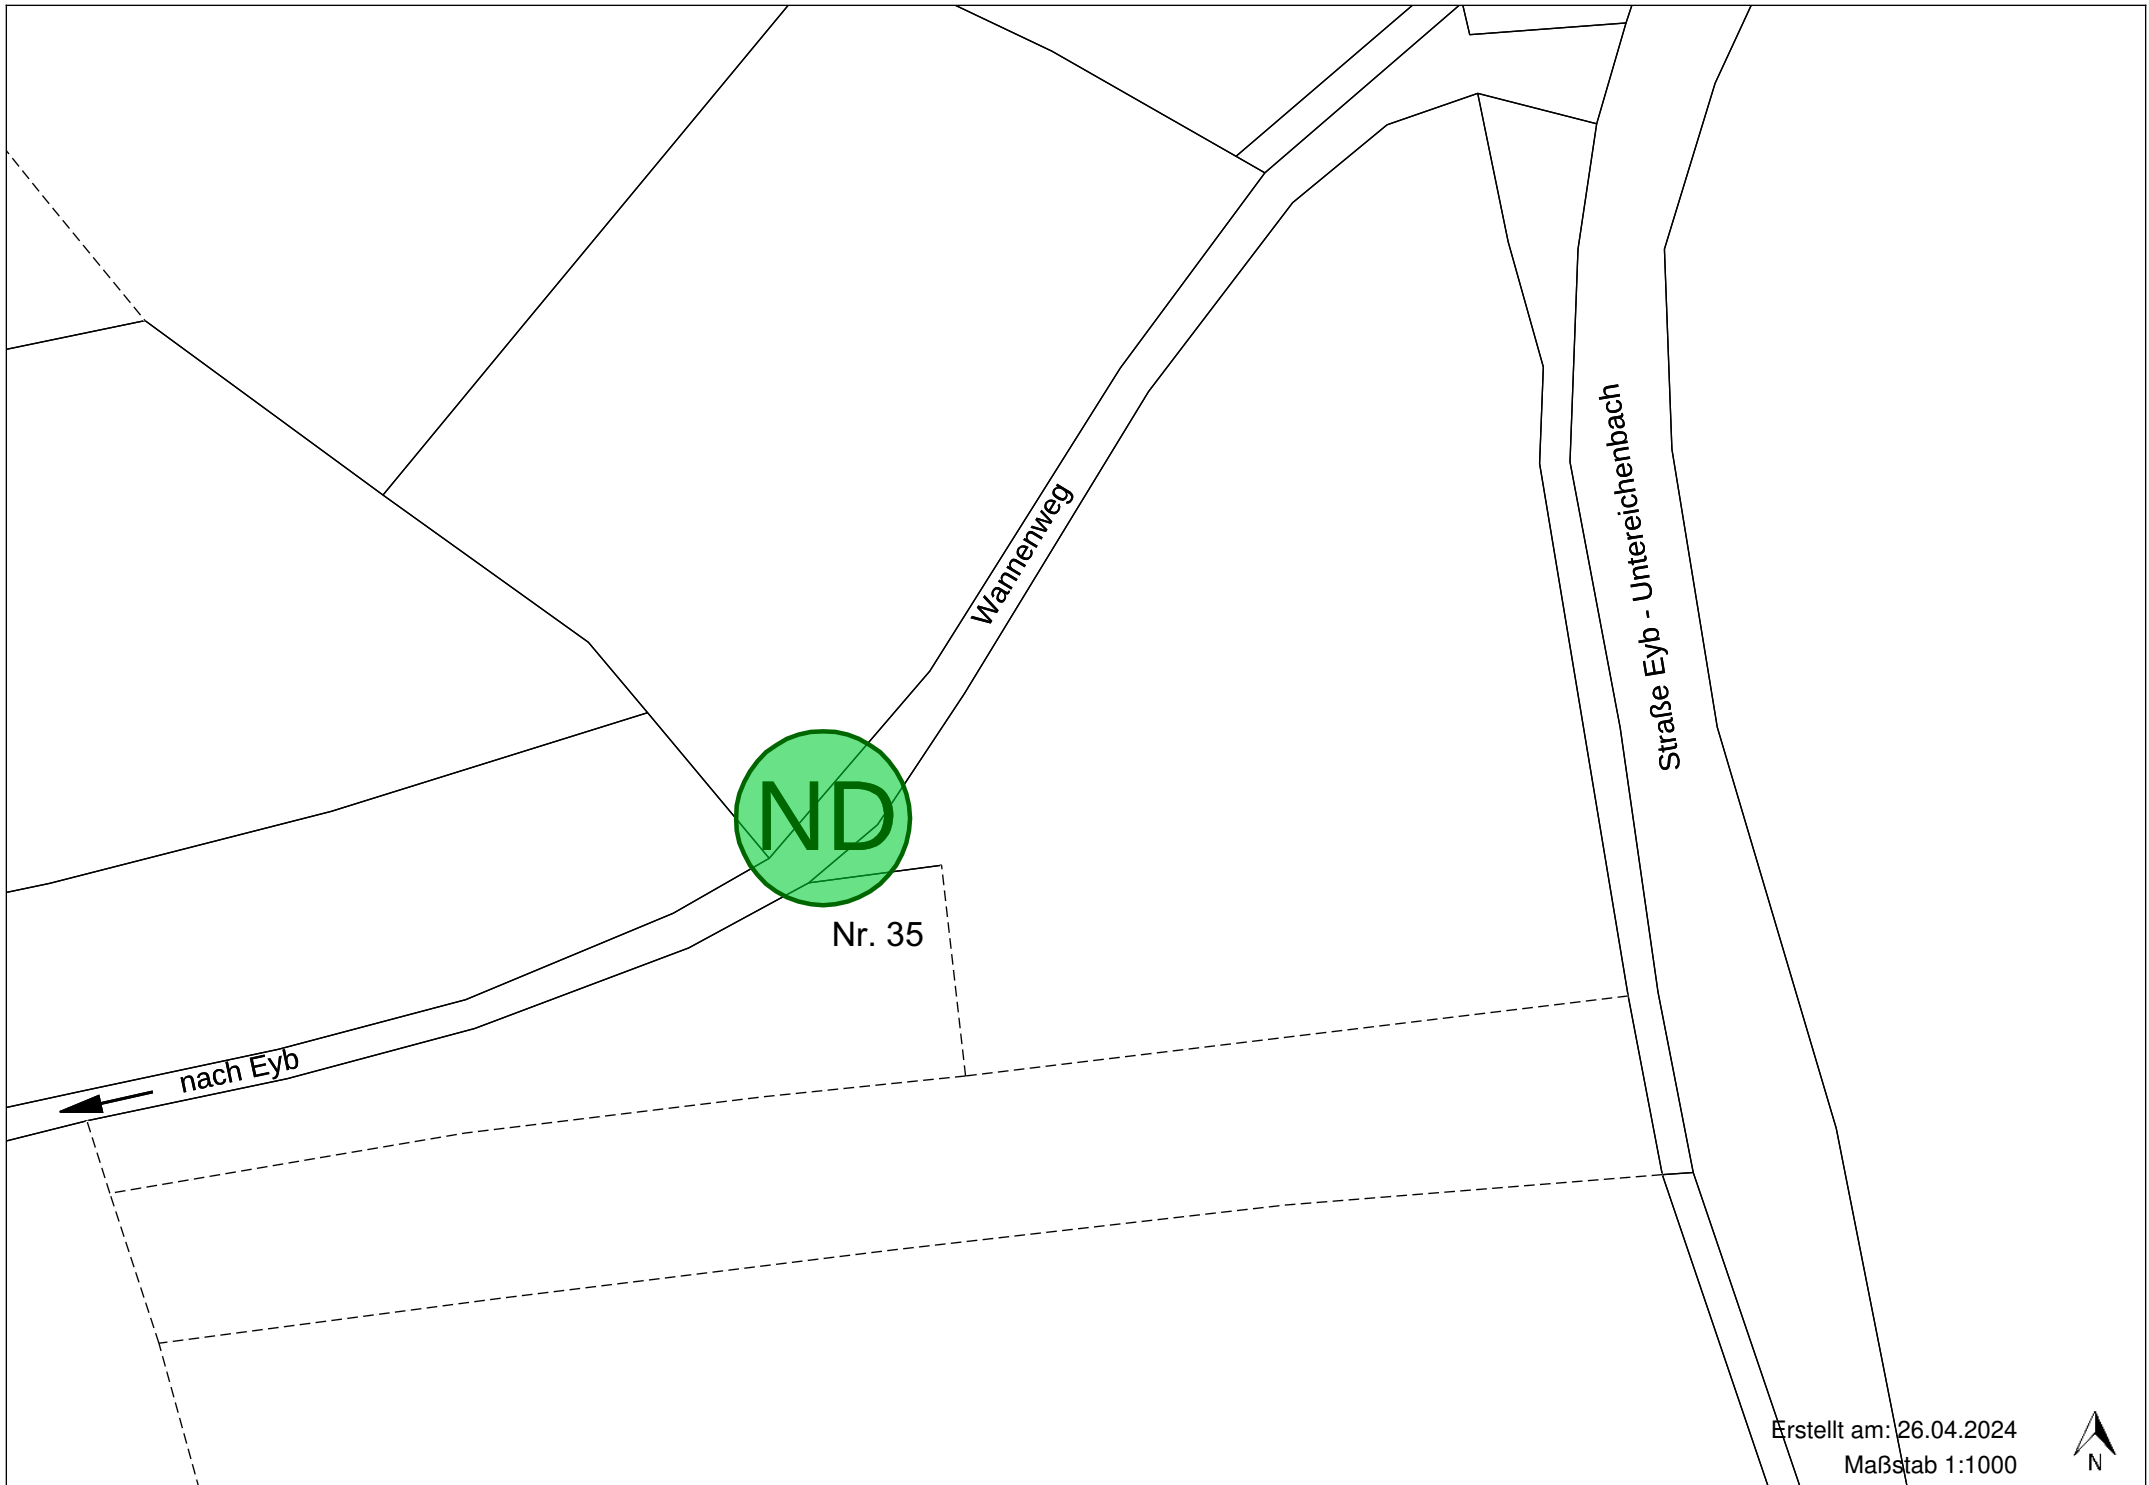 Straße Eyb - Untereichenbach
Wannenweg
ND
Nr. 35
nach Eyb
Erstellt am: 26.04.2024
Maßstab 1:1000
N